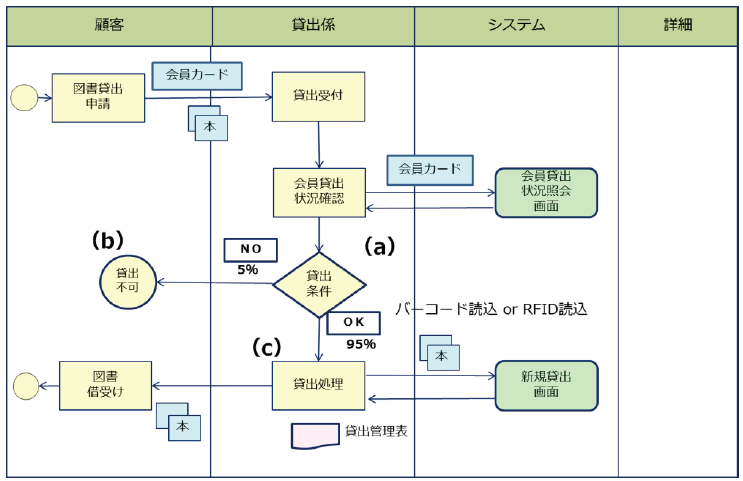 顧客
貸出係
システム
詳細
会員カード
図書貸出
申請
本
貸出受付
会員貸出
状況確認
会員カード
会員貸出
状況照会
画面
(b)
NO
5%
(a)
貸出
不可
貸出
条件
バーコード読込 or RFID読込
OK
95%
(c)
本
図書
借受け
貸出処理
新規貸出
画面
本
貸出管理表